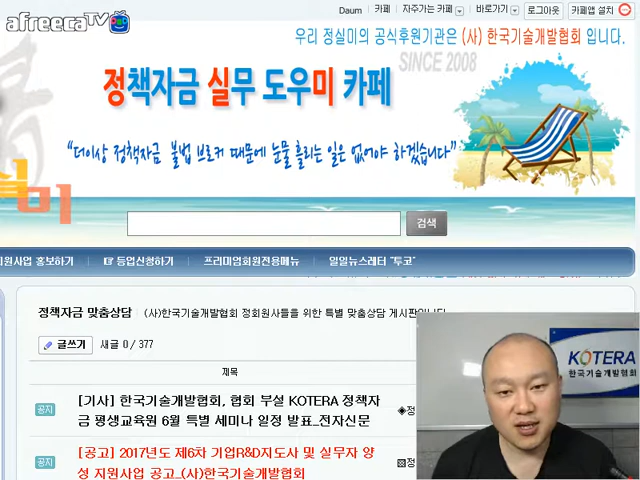 afreecaTV
Daum | 카페 | 자주가는 카페 | 바로가기 | 로그아웃 카페앱 설치
우리 정실미의 공식후원기관은 (사) 한국기술개발협회 입니다.
SINCE 2008
정책자금 실무 도우미 카페
"더이상 정책자금 불법 브로커 때문에 눈물 흘리는 일은 없어야 하겠습니다"
실
미
검색
지원사업 홍보하기 | ☞ 등업신청하기 | 프리미엄회원전용메뉴 | 일일뉴스레터 "투고"
정책자금 맞춤상담 (사)한국기술개발협회 정회원사들을 위한 특별 맞춤상담 게시판입니다
글쓰기 새글 0 / 377
제목
공지 [기사] 한국기술개발협회, 협회 부설 KOTERA 정책자
금 평생교육원 6월 특별 세미나 일정 발표_전자신문
◈정
공지 [공고] 2017년도 제6차 기업R&D지도사 및 실무자 양
성 지원사업 공고_(사)한국기술개발협회
정
KOTERA
한국기술개발협회